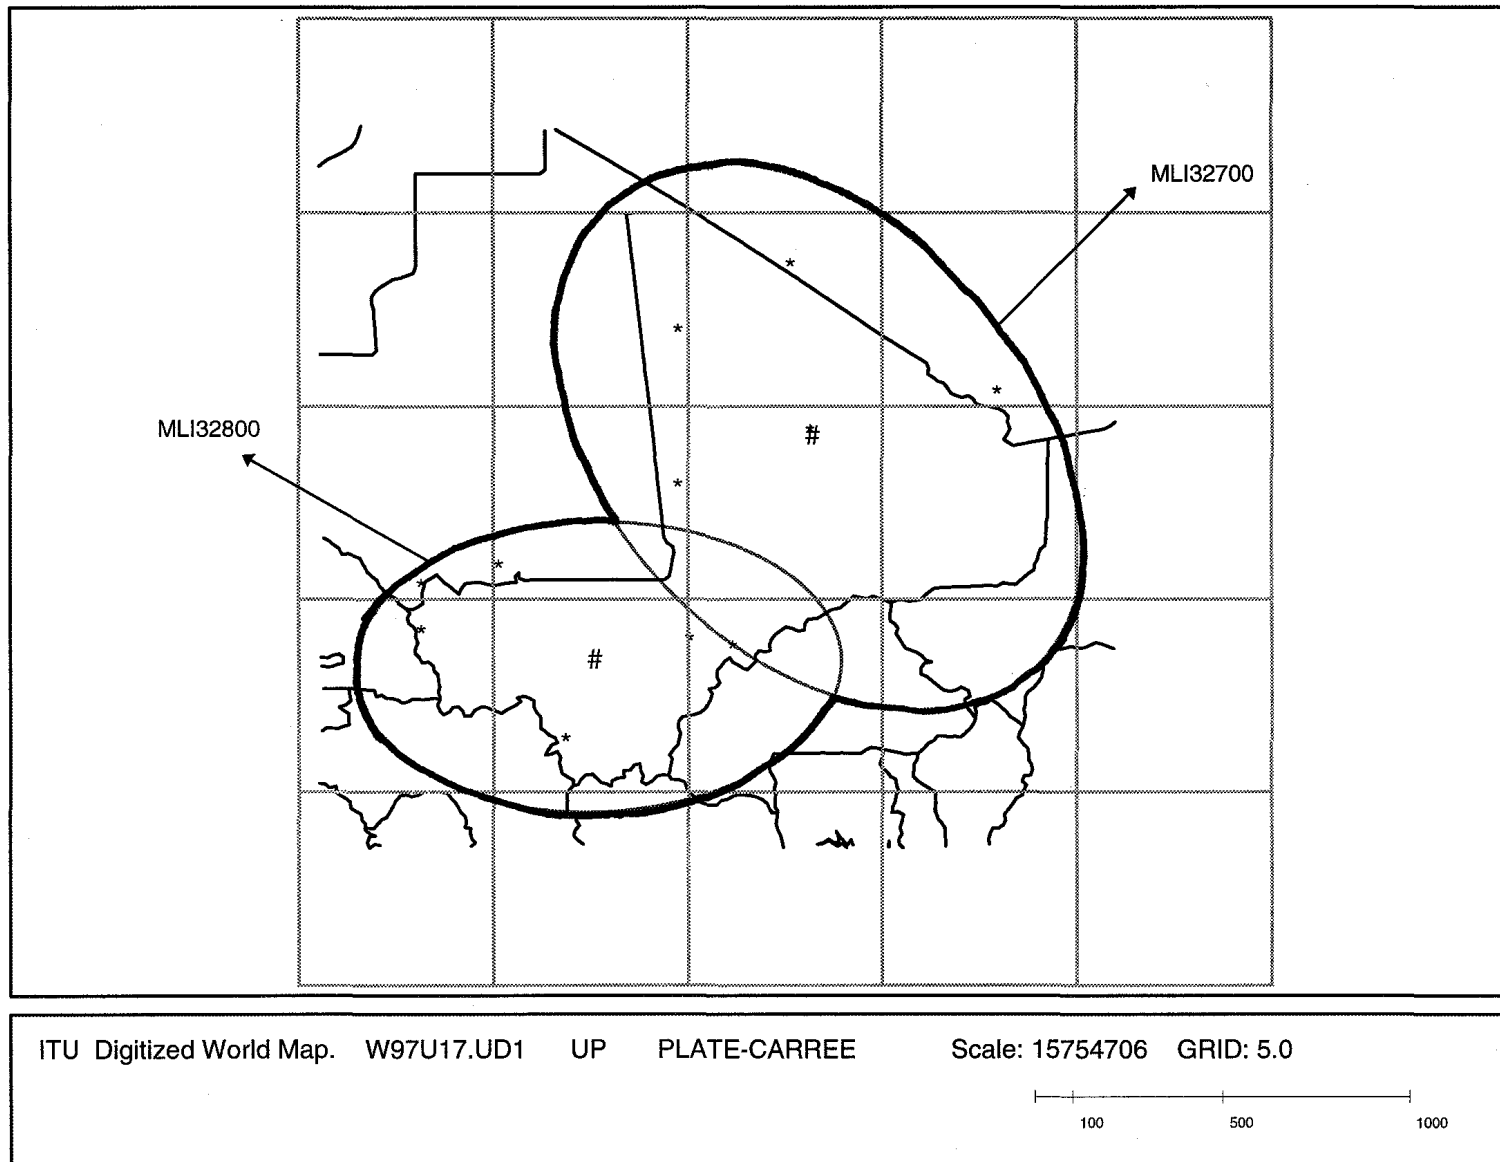 MLI32700
MLI32800
#
#
ITU Digitized World Map. W97U17.UD1 UP PLATE-CARREE Scale: 15754706 GRID: 5.0
100 500 1000